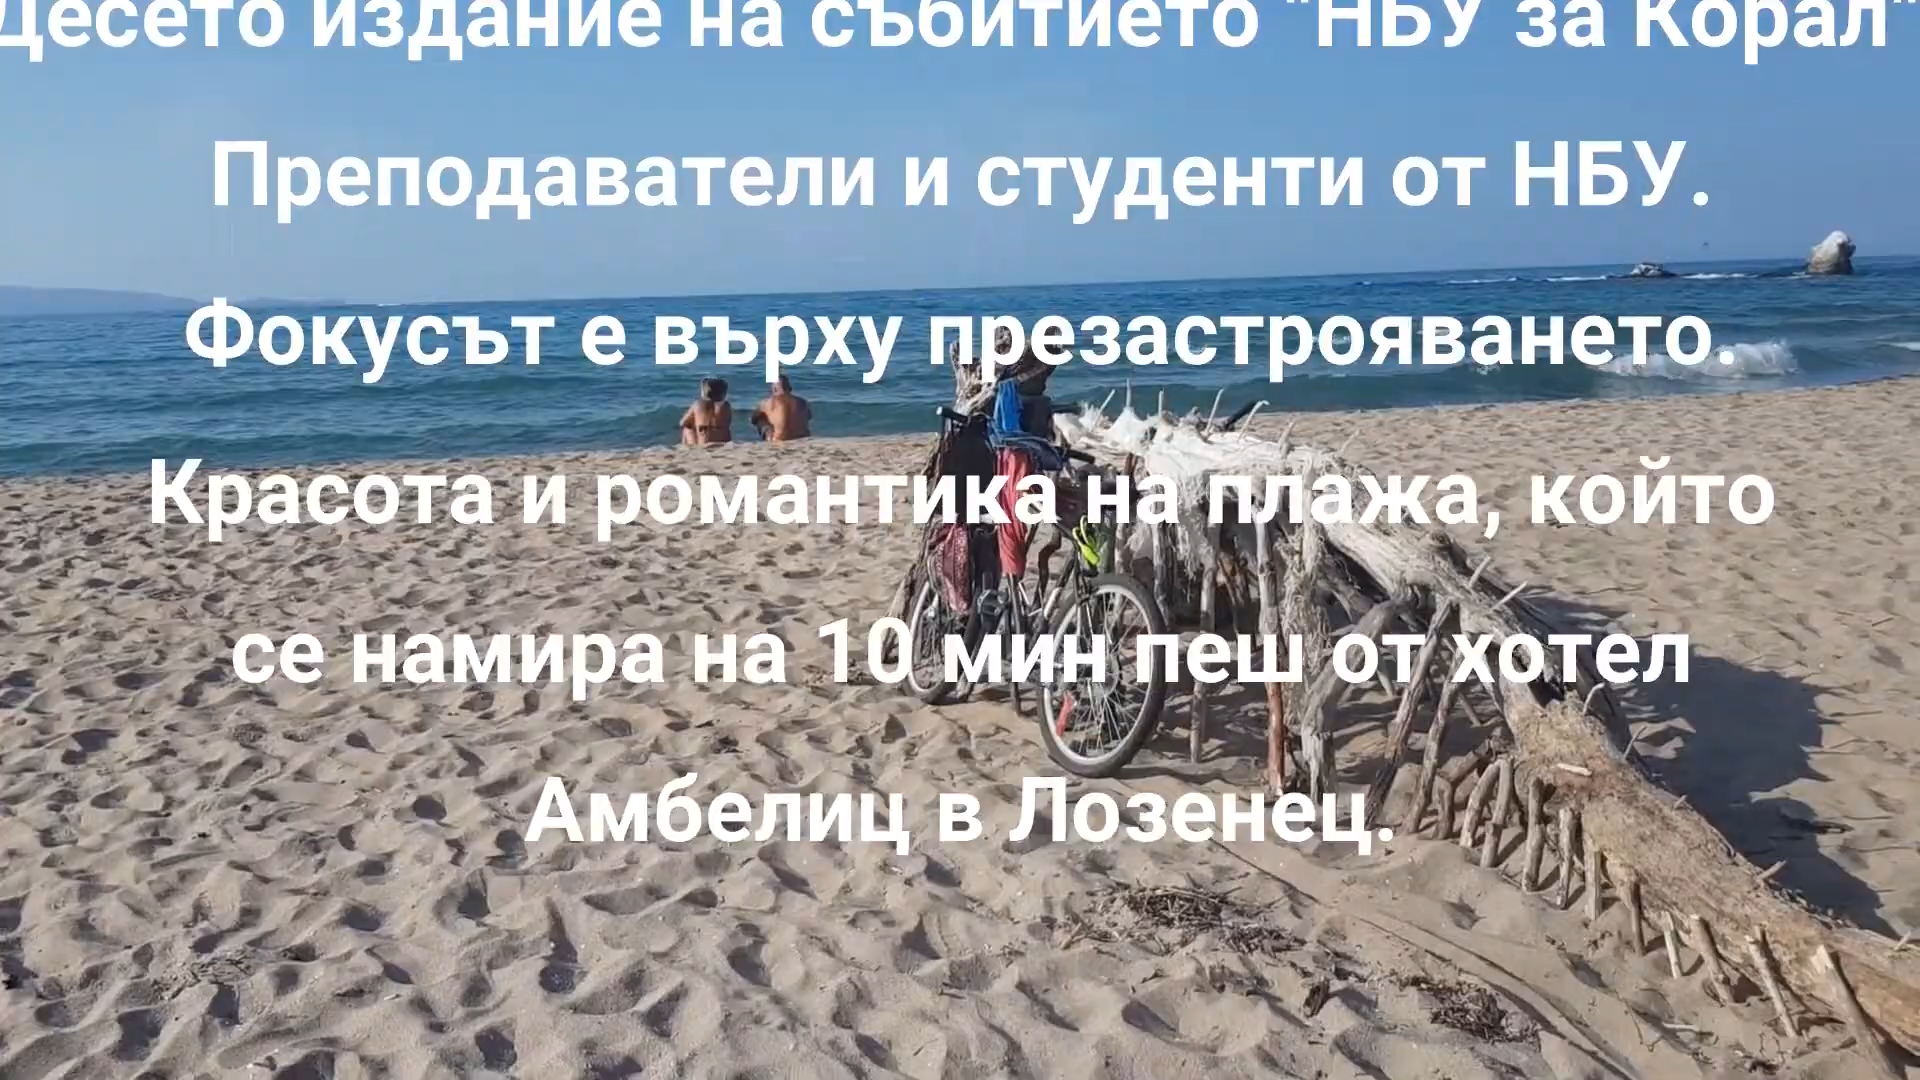 Десето издание на събитието "НБУ за Корал"
Преподаватели и студенти от НБУ.
Фокусът е върху презастрояването.
Красота и романтика на плажа, който
се намира на 10 мин пеш от хотел
Амбелиц в Лозенец.